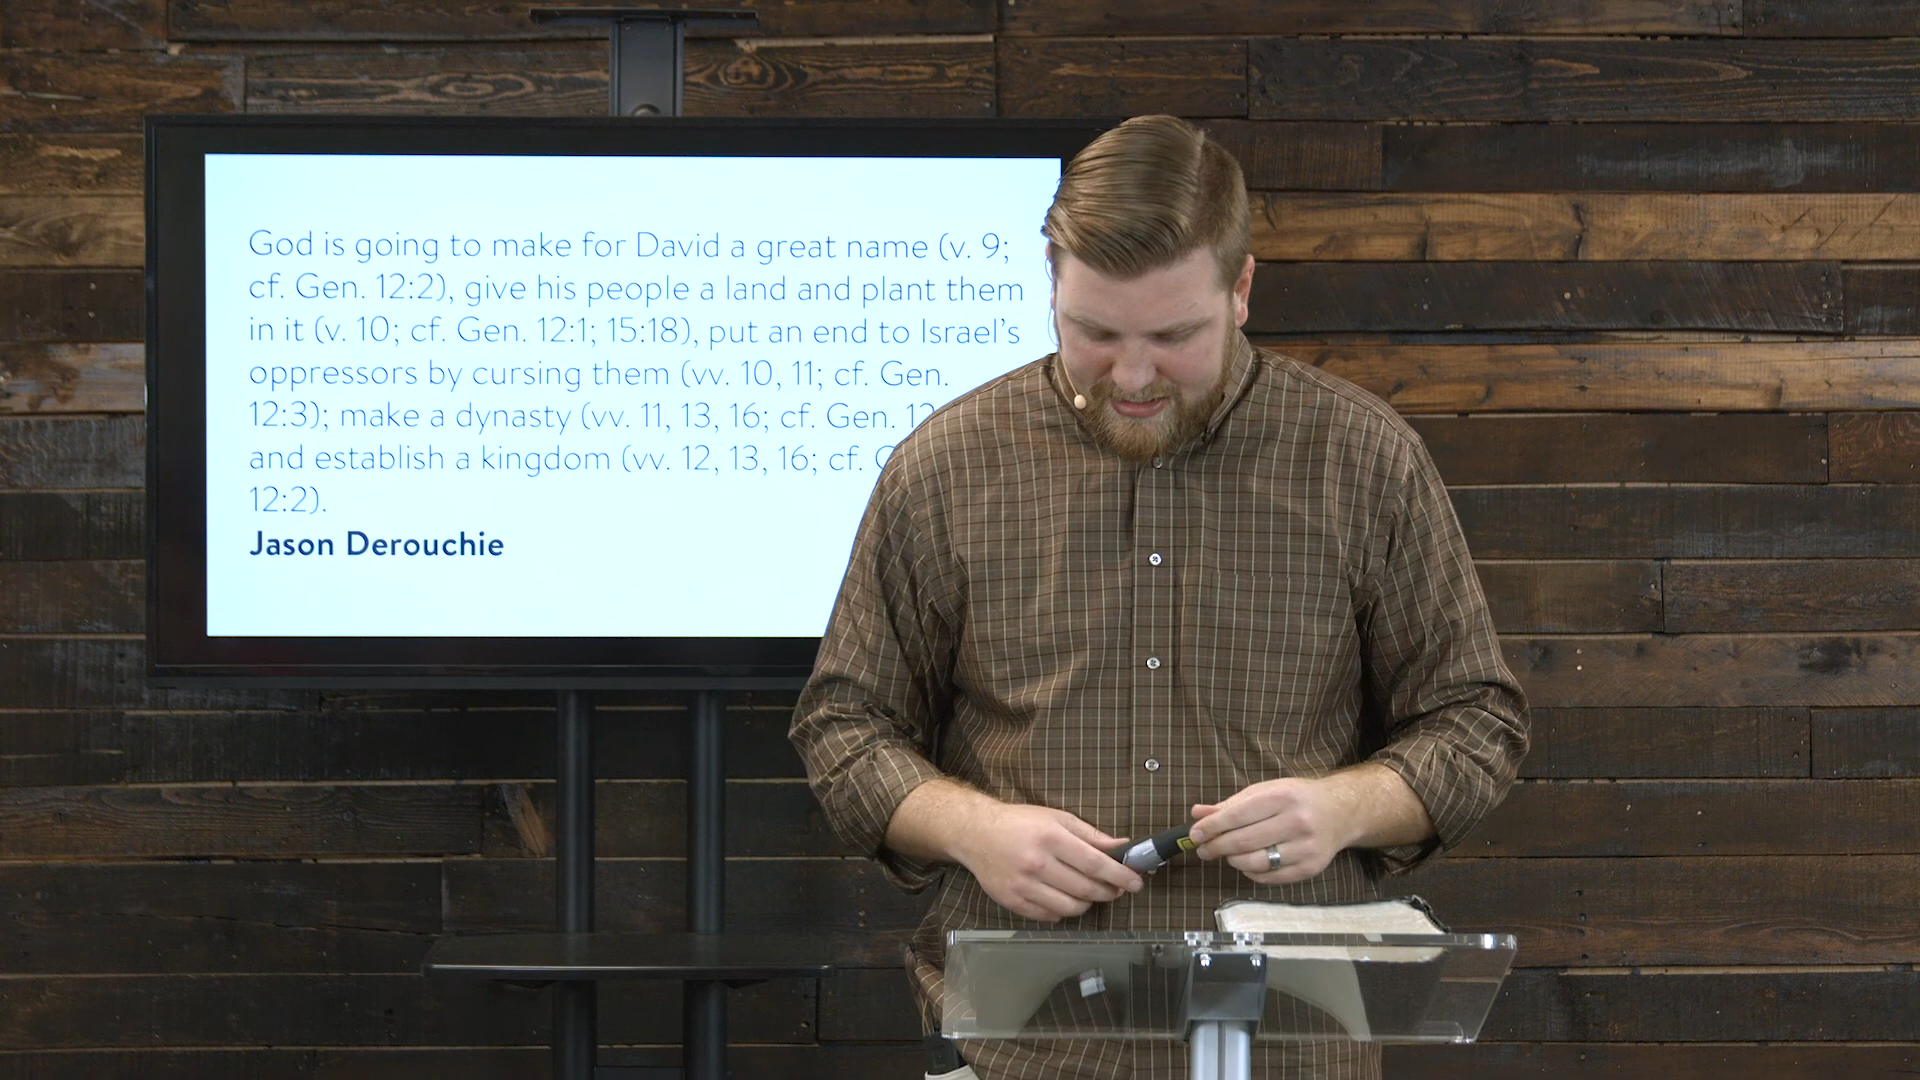 God is going to make for David a great name (v. 9;
cf. Gen. 12:2), give his people a land and plant them
in it (v. 10; cf. Gen. 12:1; 15:18), put an end to Israel’s
oppressors by cursing them (vv. 10, 11; cf. Gen.
12:3); make a dynasty (vv. 11, 13, 16; cf. Gen.
and establish a kingdom (vv. 12, 13, 16; cf.
12:2).
Jason Derouchie